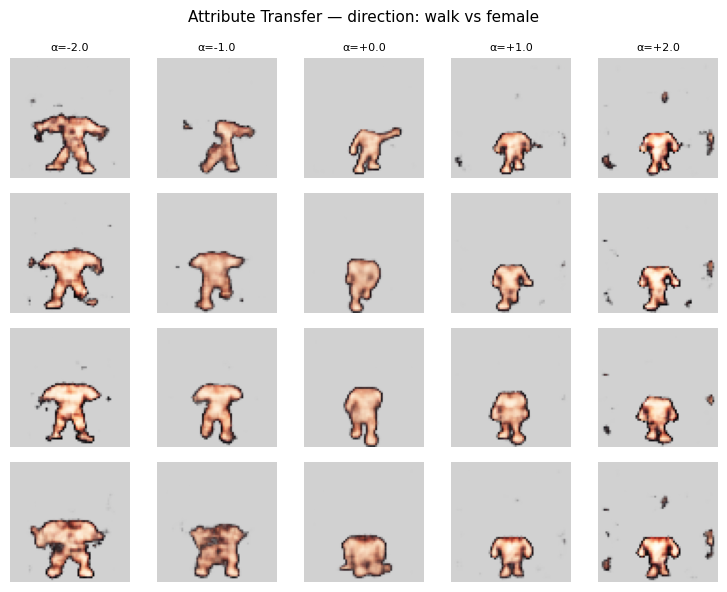 Attribute Transfer — direction: walk vs female
α=-2.0 α=-1.0 α=+0.0 α=+1.0 α=+2.0